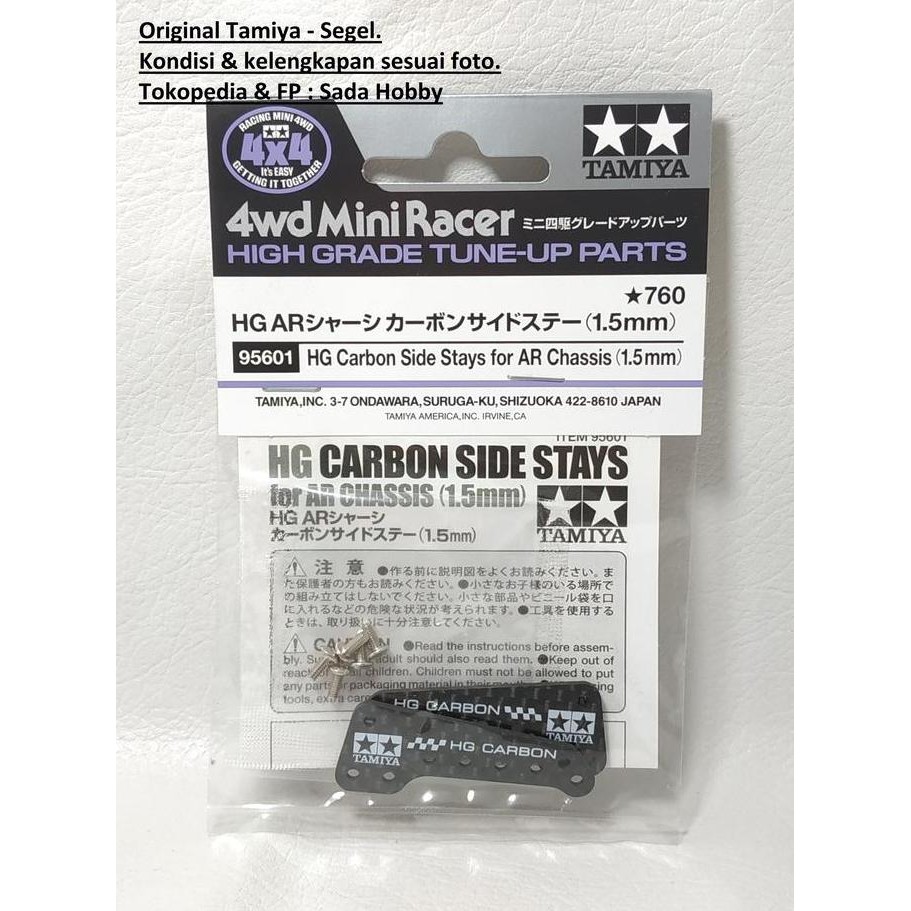 Original Tamiya - Segel.
Kondisi & kelengkapan sesuai foto.
Tokopedia & FP : Sada Hobby
RACING MINI 4WD
4x4
It's EASY
GETTING IT TOGETHER
TAMIYA
4wd Mini Racer ミニ四駆グレードアップパーツ
HIGH GRADE TUNE-UP PARTS
★760
HG ARシャーシ カーボンサイドステー(1.5mm)
95601 HG Carbon Side Stays for AR Chassis (1.5mm)
TAMIYA,INC. 3-7 ONDAWARA, SURUGA-KU, SHIZUOKA 422-8610 JAPAN
TAMIYA AMERICA,INC. IRVINE,CA
ITEM 95601
HG CARBON SIDE STAYS
for AR CHASSIS (1.5mm)
HG ARシャーシ
カーボンサイドステー(1.5mm)
TAMIYA
注意 ●作る前に説明図をよくお読みください。ま
た保護者の方もお読みください。●小さなお子様のいる場所で
の組み立てはしないでください。小さな部品やビニール袋を口
に入れるなどの危険な状況が考えられます。●工具を使用する
ときは、取り扱いに十分注意してください。
CAUTION ●Read the instructions before assem-
bly. adult should also read them. ●Keep out of
children. Children must not be allowed to put
any parts or packaging material in their
tools, extra
HG CARBON TAMIYA
TAMIYA HG CARBON